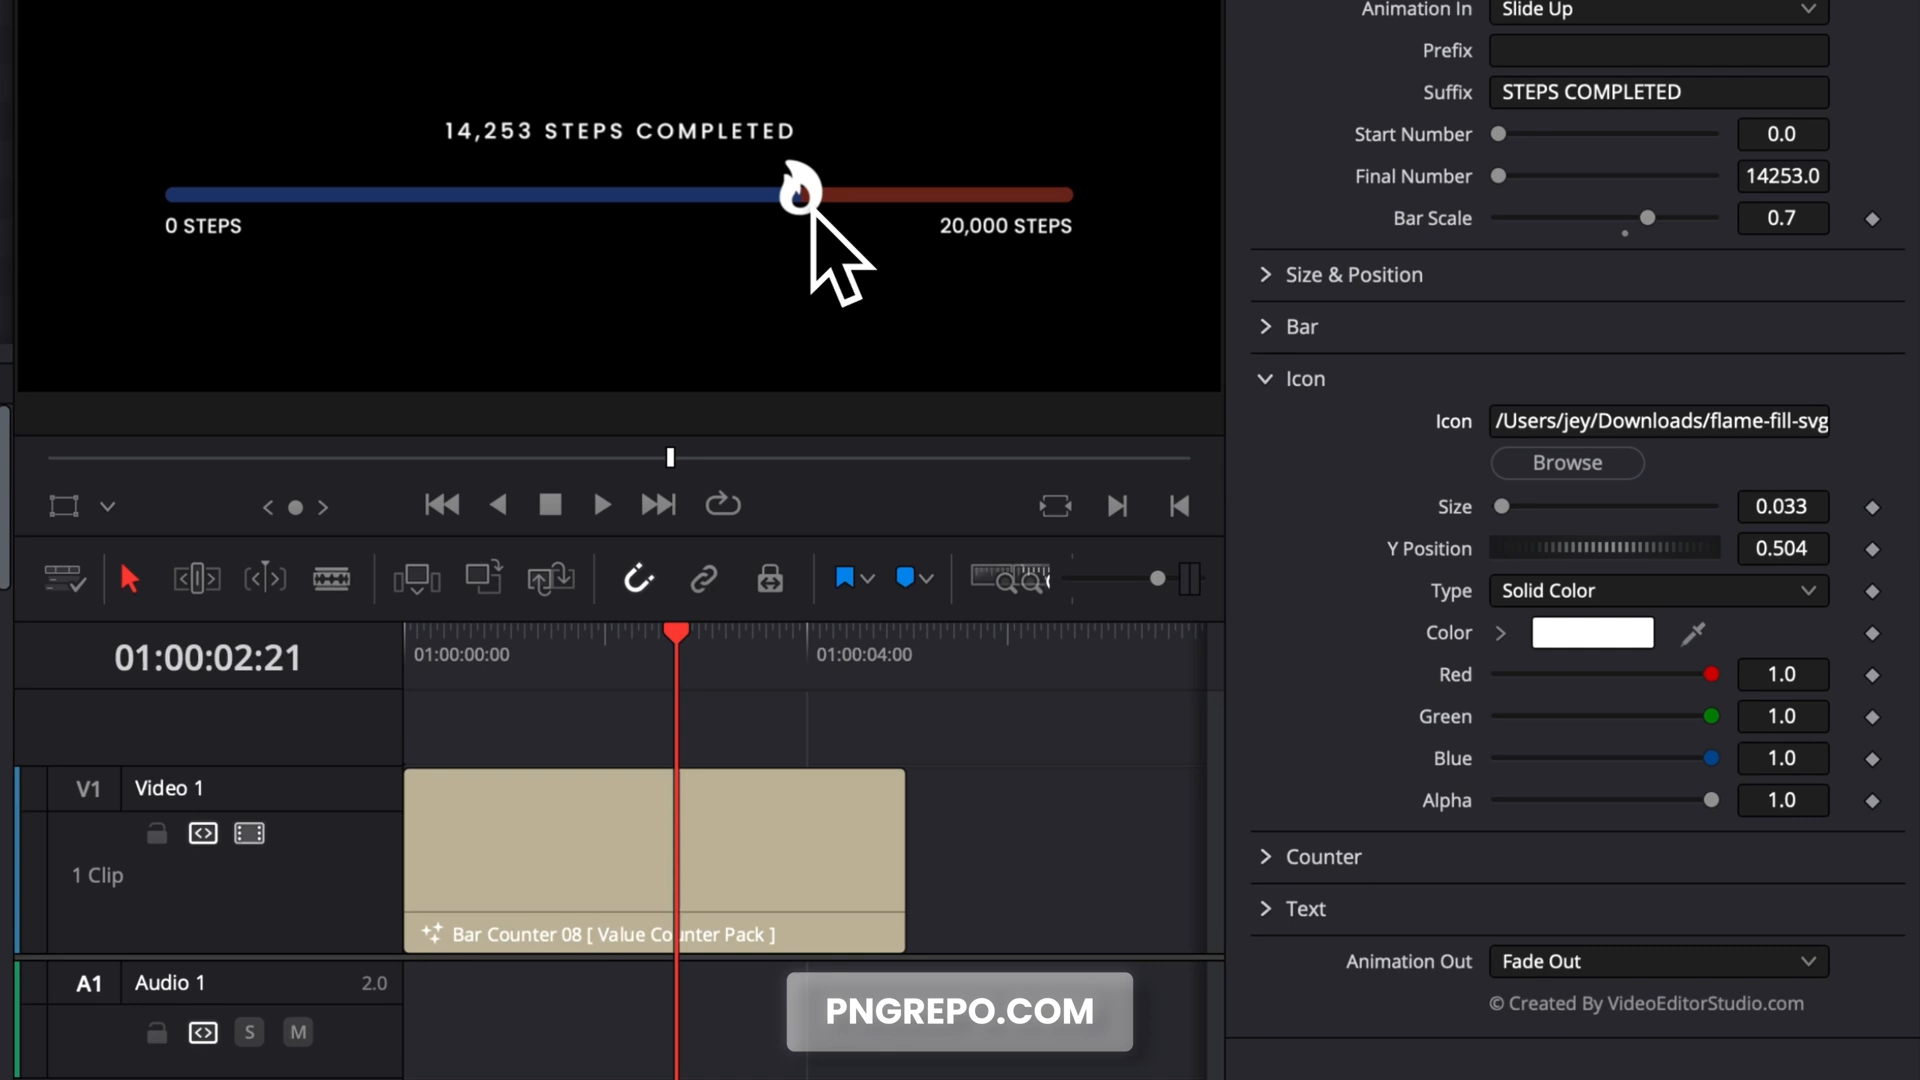 Animation In
Slide Up
Prefix
Suffix
STEPS COMPLETED
Start Number
0.0
Final Number
14253.0
Bar Scale
0.7
Size & Position
Bar
Icon
Icon
/Users/jey/Downloads/flame-fill-svg
Browse
Size
0.033
Y Position
0.504
Type
Solid Color
Color
Red
1.0
Green
1.0
Blue
1.0
Alpha
1.0
Counter
Text
Animation Out
Fade Out
© Created By VideoEditorStudio.com
14,253 STEPS COMPLETED
0 STEPS
20,000 STEPS
01:00:02:21
01:00:00:00
01:00:04:00
V1
Video 1
1 Clip
Bar Counter 08 [ Value Counter Pack ]
A1
Audio 1
2.0
S
M
PNGREPO.COM